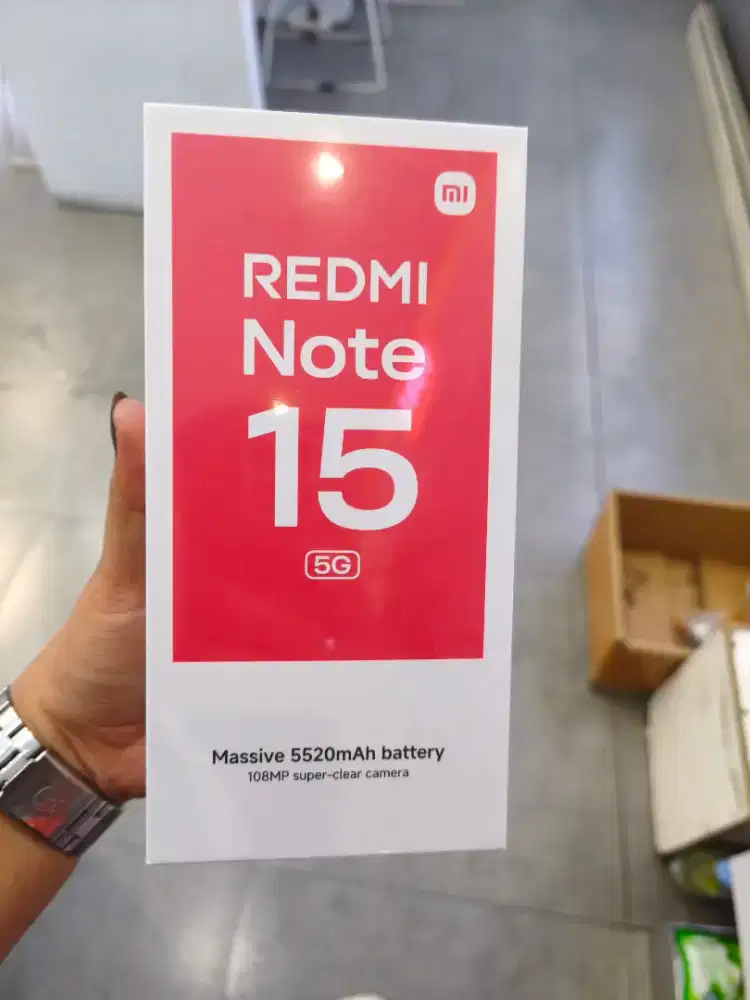 mi
REDMI
Note
15
5G
Massive 5520mAh battery
108MP super-clear camera